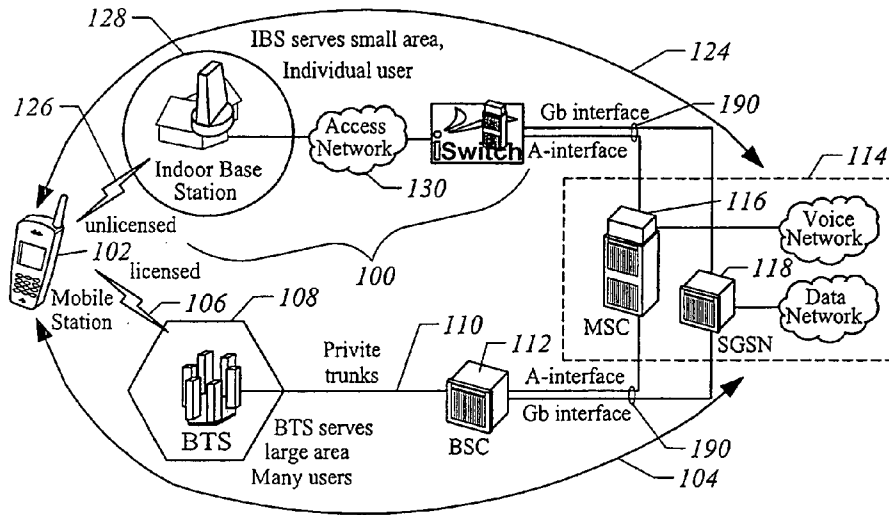 128
IBS serves small area,
Individual user
124
126
Gb interface
190
Access
Network
iSwitch
A-interface
114
Indoor Base
Station
130
116
unlicensed
Voice
Network
102
100
licensed
118
Mobile
Station
106
108
MSC
Data
Network
SGSN
110
112
Privite
trunks
A-interface
Gb interface
BTS
BTS serves
large area
Many users
BSC
190
104